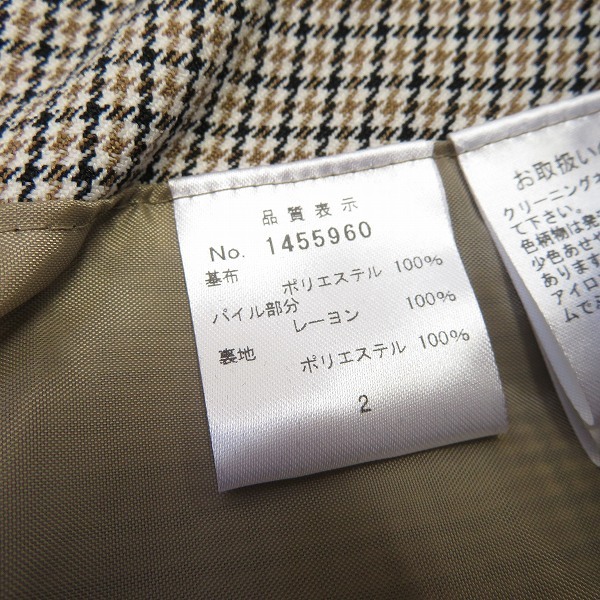 品質表示
No. 1455960
基布 ポリエステル 100%
パイル部分 レーヨン 100%
裏地 ポリエステル 100%
2
お取扱い
クリーニング
て下さい。
色柄物は発
少色あせや
あります
アイロ
ムで